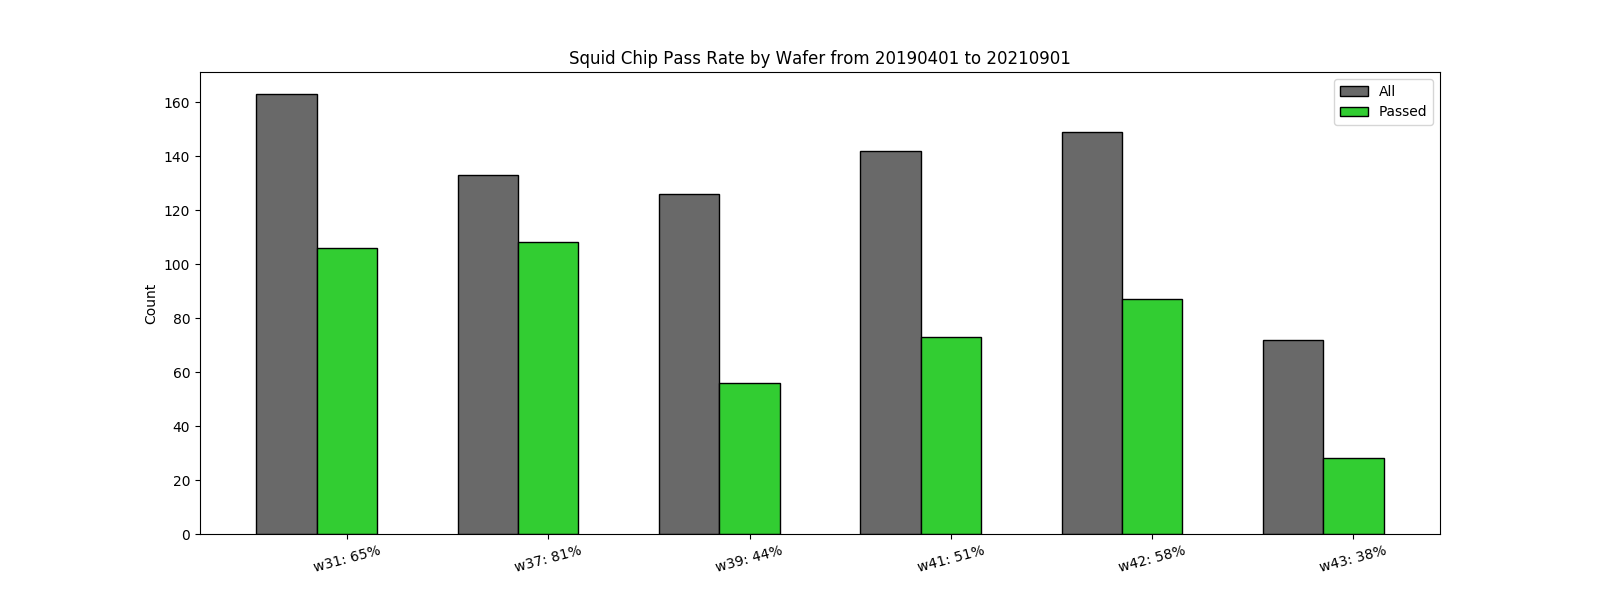 Squid Chip Pass Rate by Wafer from 20190401 to 20210901
All
Passed
Count
160
140
120
100
80
60
40
20
0
w31: 65%
w37: 81%
w39: 44%
w41: 51%
w42: 58%
w43: 38%